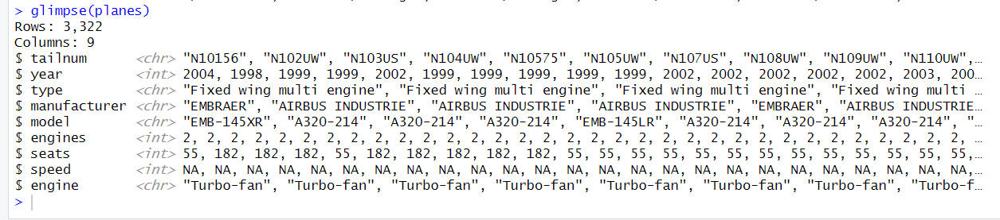 > glimpse(planes)
Rows: 3,322
Columns: 9
$ tailnum      <chr> "N10156", "N102UW", "N103US", "N104UW", "N10575", "N105UW", "N107US", "N108UW", "N109UW", "N110UW",…
$ year         <int> 2004, 1998, 1999, 1999, 2002, 1999, 1999, 1999, 1999, 1999, 2002, 2002, 2002, 2002, 2002, 2003, 200…
$ type         <chr> "Fixed wing multi engine", "Fixed wing multi engine", "Fixed wing multi engine", "Fixed wing multi …
$ manufacturer <chr> "EMBRAER", "AIRBUS INDUSTRIE", "AIRBUS INDUSTRIE", "AIRBUS INDUSTRIE", "EMBRAER", "AIRBUS INDUSTRIE…
$ model        <chr> "EMB-145XR", "A320-214", "A320-214", "A320-214", "EMB-145LR", "A320-214", "A320-214", "A320-214", "…
$ engines      <int> 2, 2, 2, 2, 2, 2, 2, 2, 2, 2, 2, 2, 2, 2, 2, 2, 2, 2, 2, 2, 2, 2, 2, 2, 2, 2, 2, 2, 2, 2, 2, 2, 2, …
$ seats        <int> 55, 182, 182, 182, 55, 182, 182, 182, 182, 182, 55, 55, 55, 55, 55, 55, 55, 55, 55, 55, 55, 55, 55,…
$ speed        <int> NA, NA, NA, NA, NA, NA, NA, NA, NA, NA, NA, NA, NA, NA, NA, NA, NA, NA, NA, NA, NA, NA, NA, NA, NA,…
$ engine       <chr> "Turbo-fan", "Turbo-fan", "Turbo-fan", "Turbo-fan", "Turbo-fan", "Turbo-fan", "Turbo-fan", "Turbo-f…
>